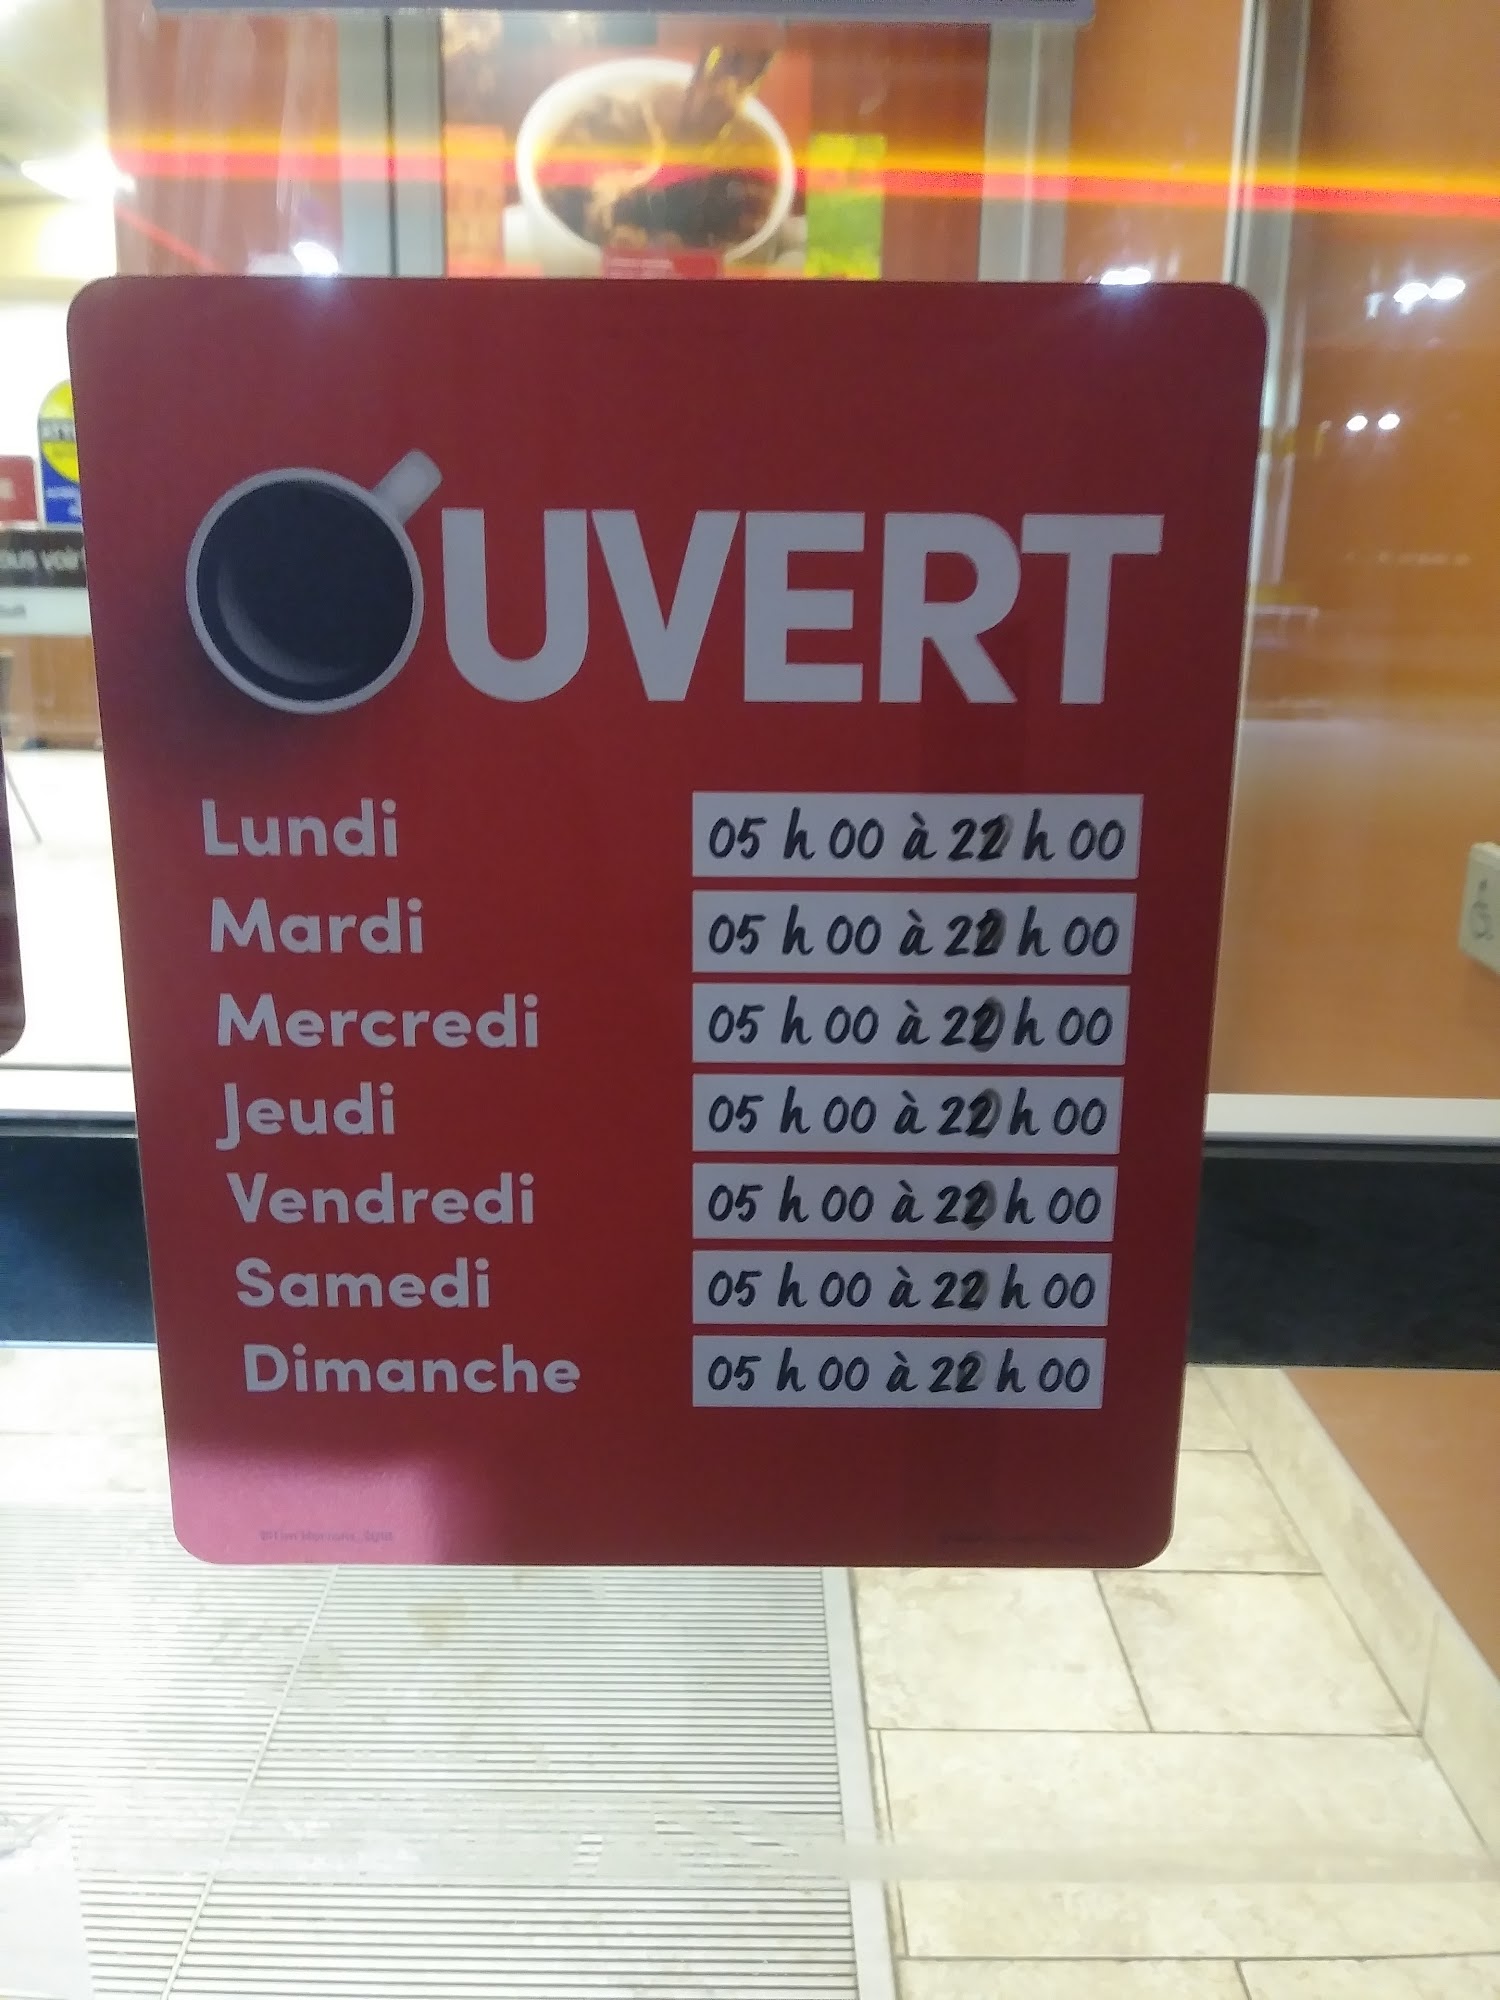 OUVERT
Lundi 05 h 00 à 22 h 00
Mardi 05 h 00 à 22 h 00
Mercredi 05 h 00 à 22 h 00
Jeudi 05 h 00 à 22 h 00
Vendredi 05 h 00 à 22 h 00
Samedi 05 h 00 à 22 h 00
Dimanche 05 h 00 à 22 h 00